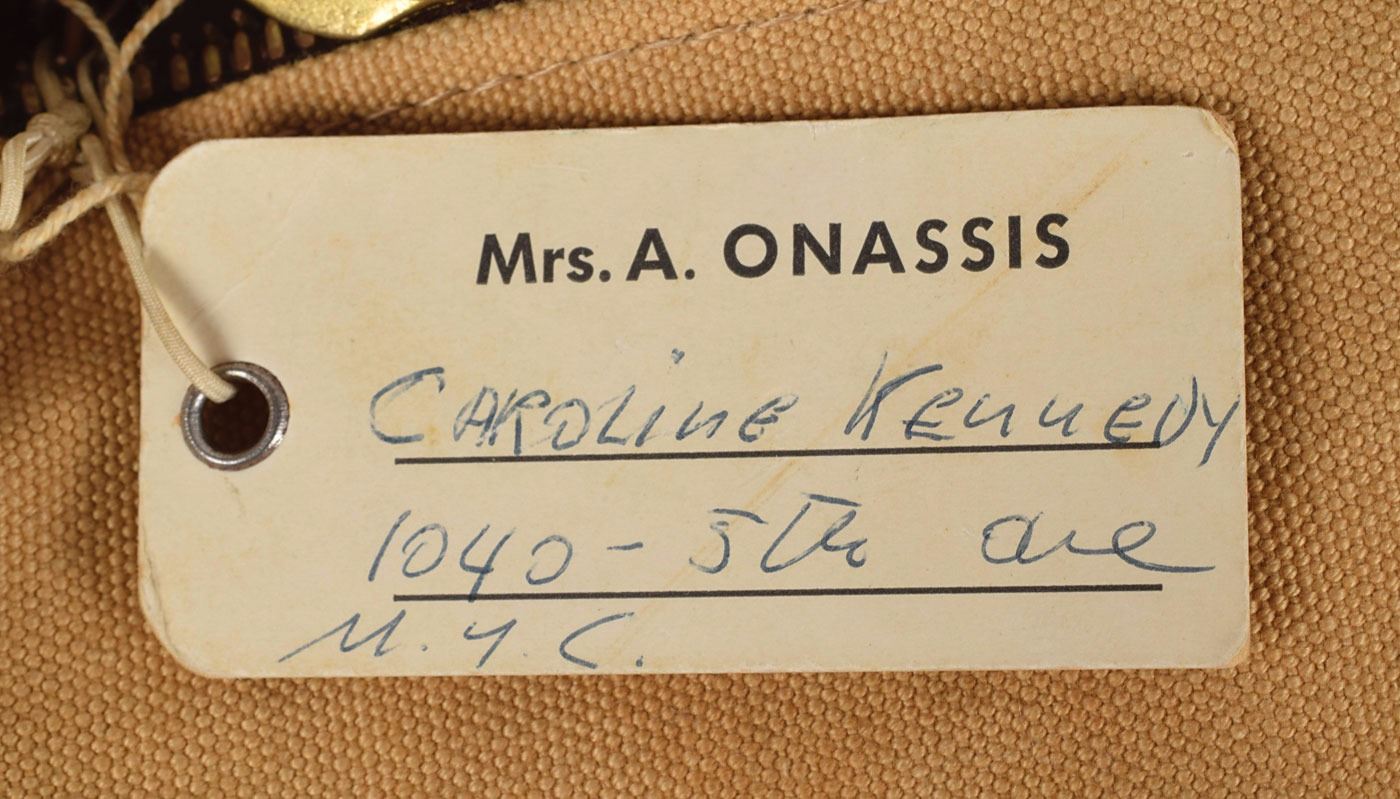 Mrs. A. ONASSIS
CAROLinE KEnnEDY
1040 - 5th ave
N.Y.C.